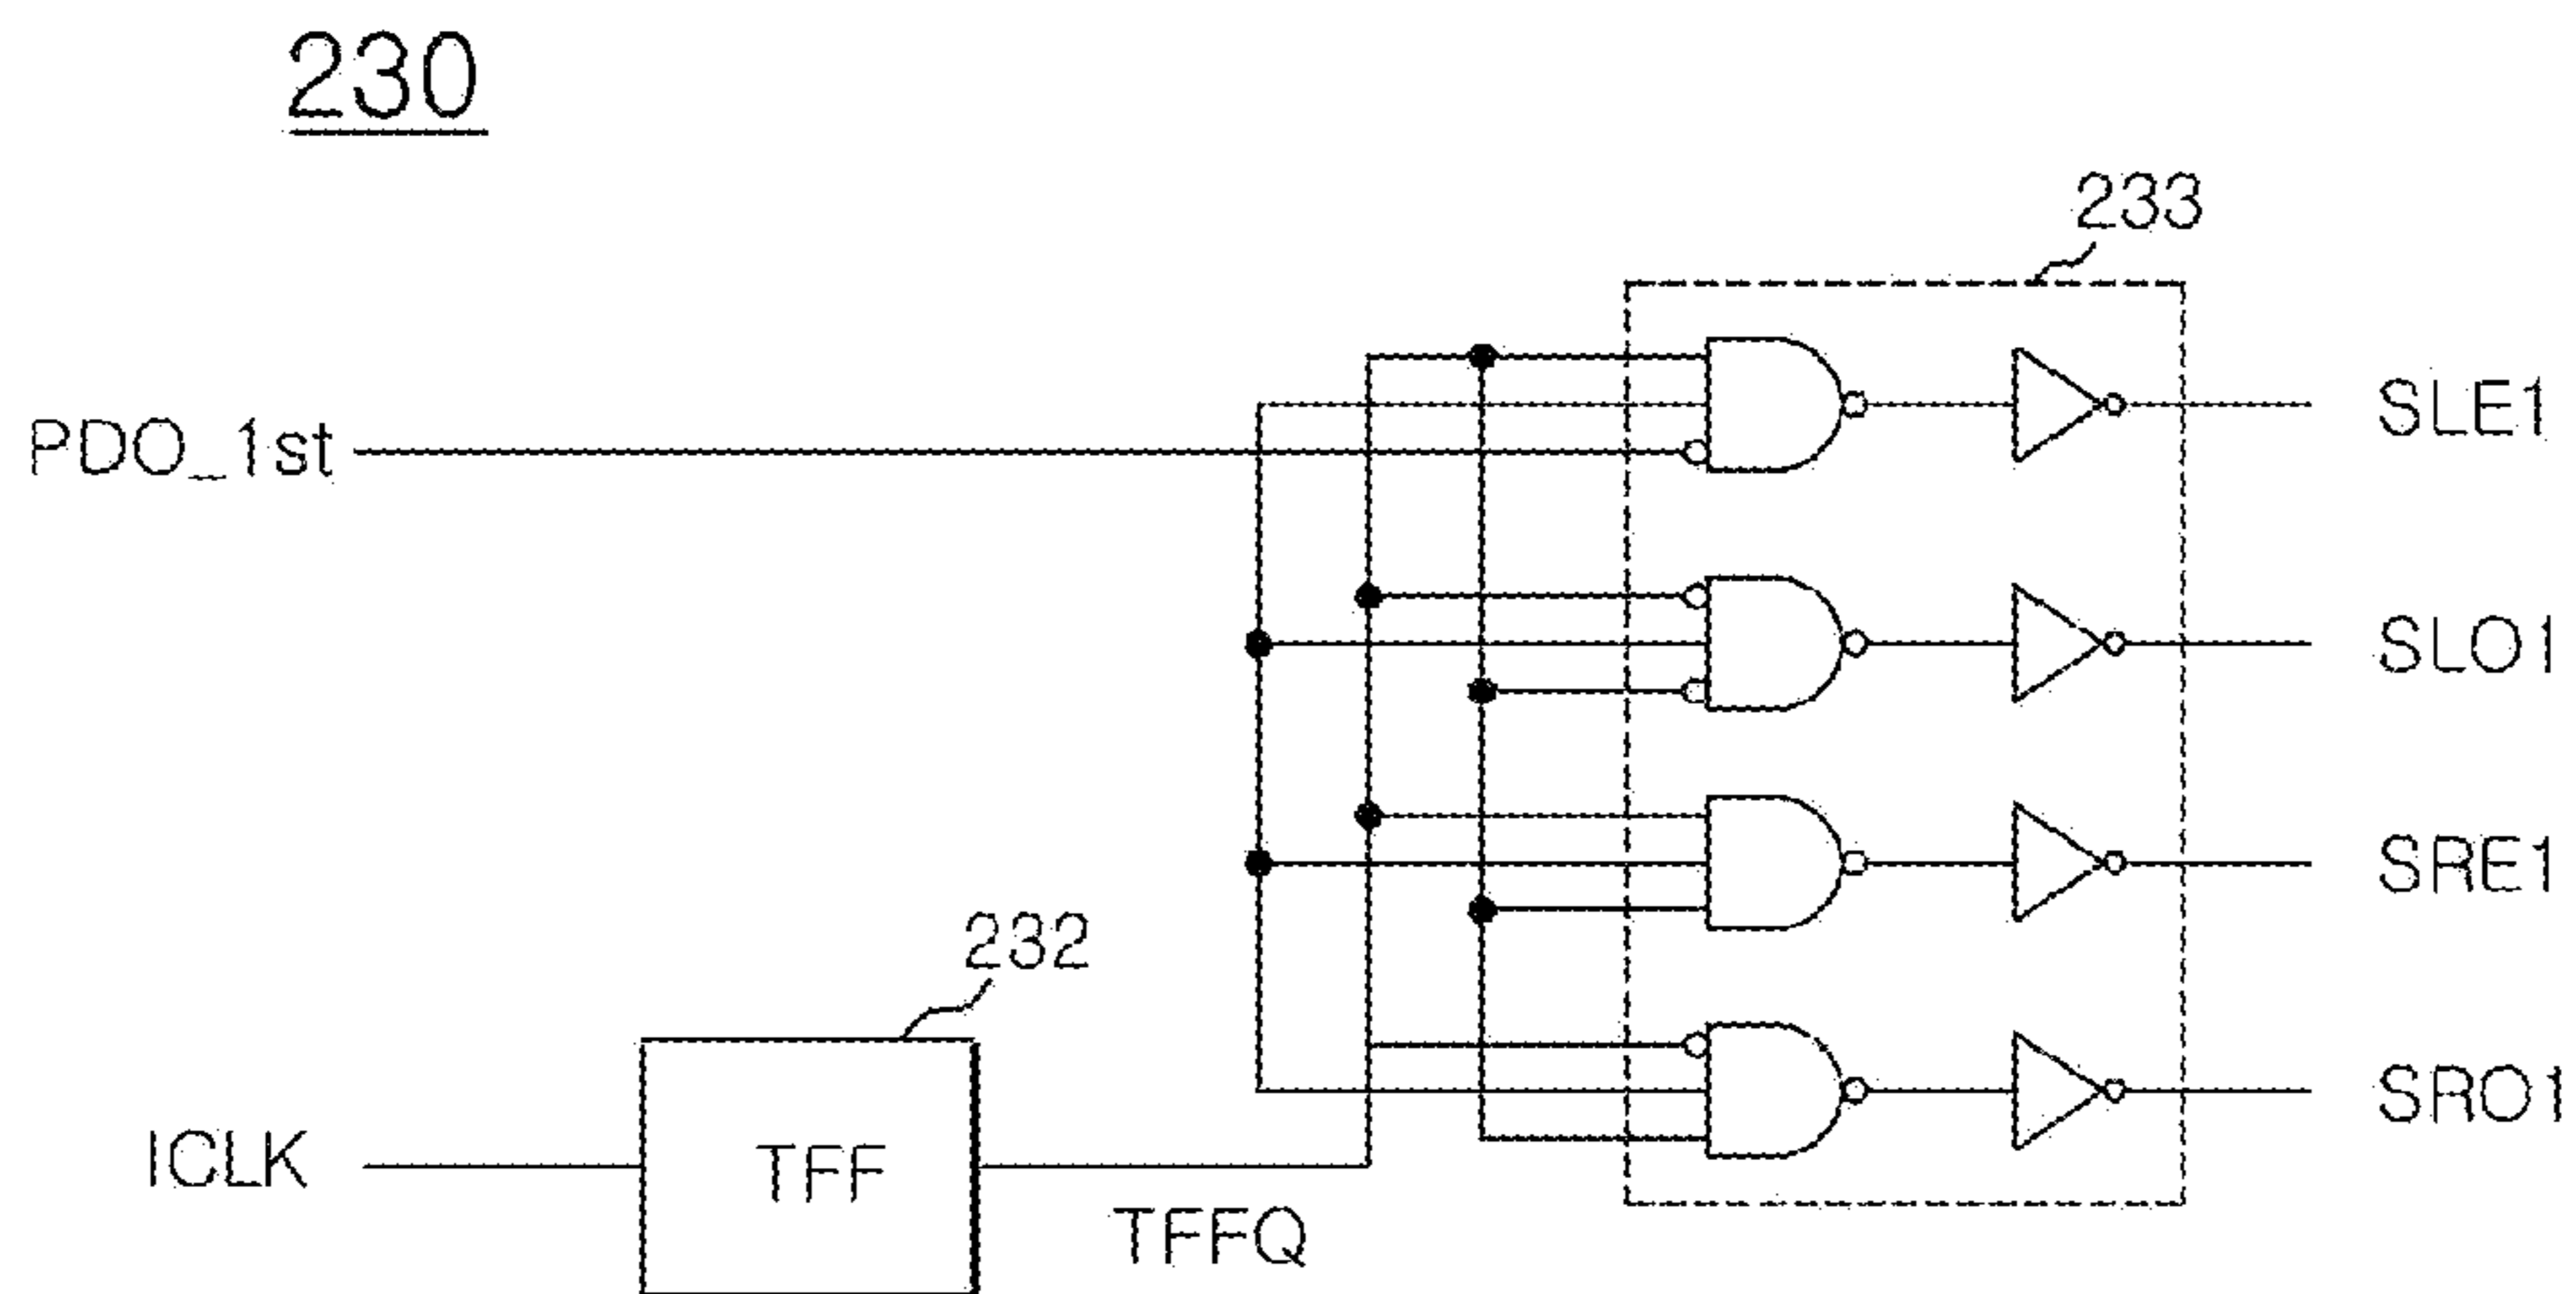 230
233
PDO_1st
SLE1
SLO1
SRE1
232
SRO1
ICLK
TFF
TFFQ